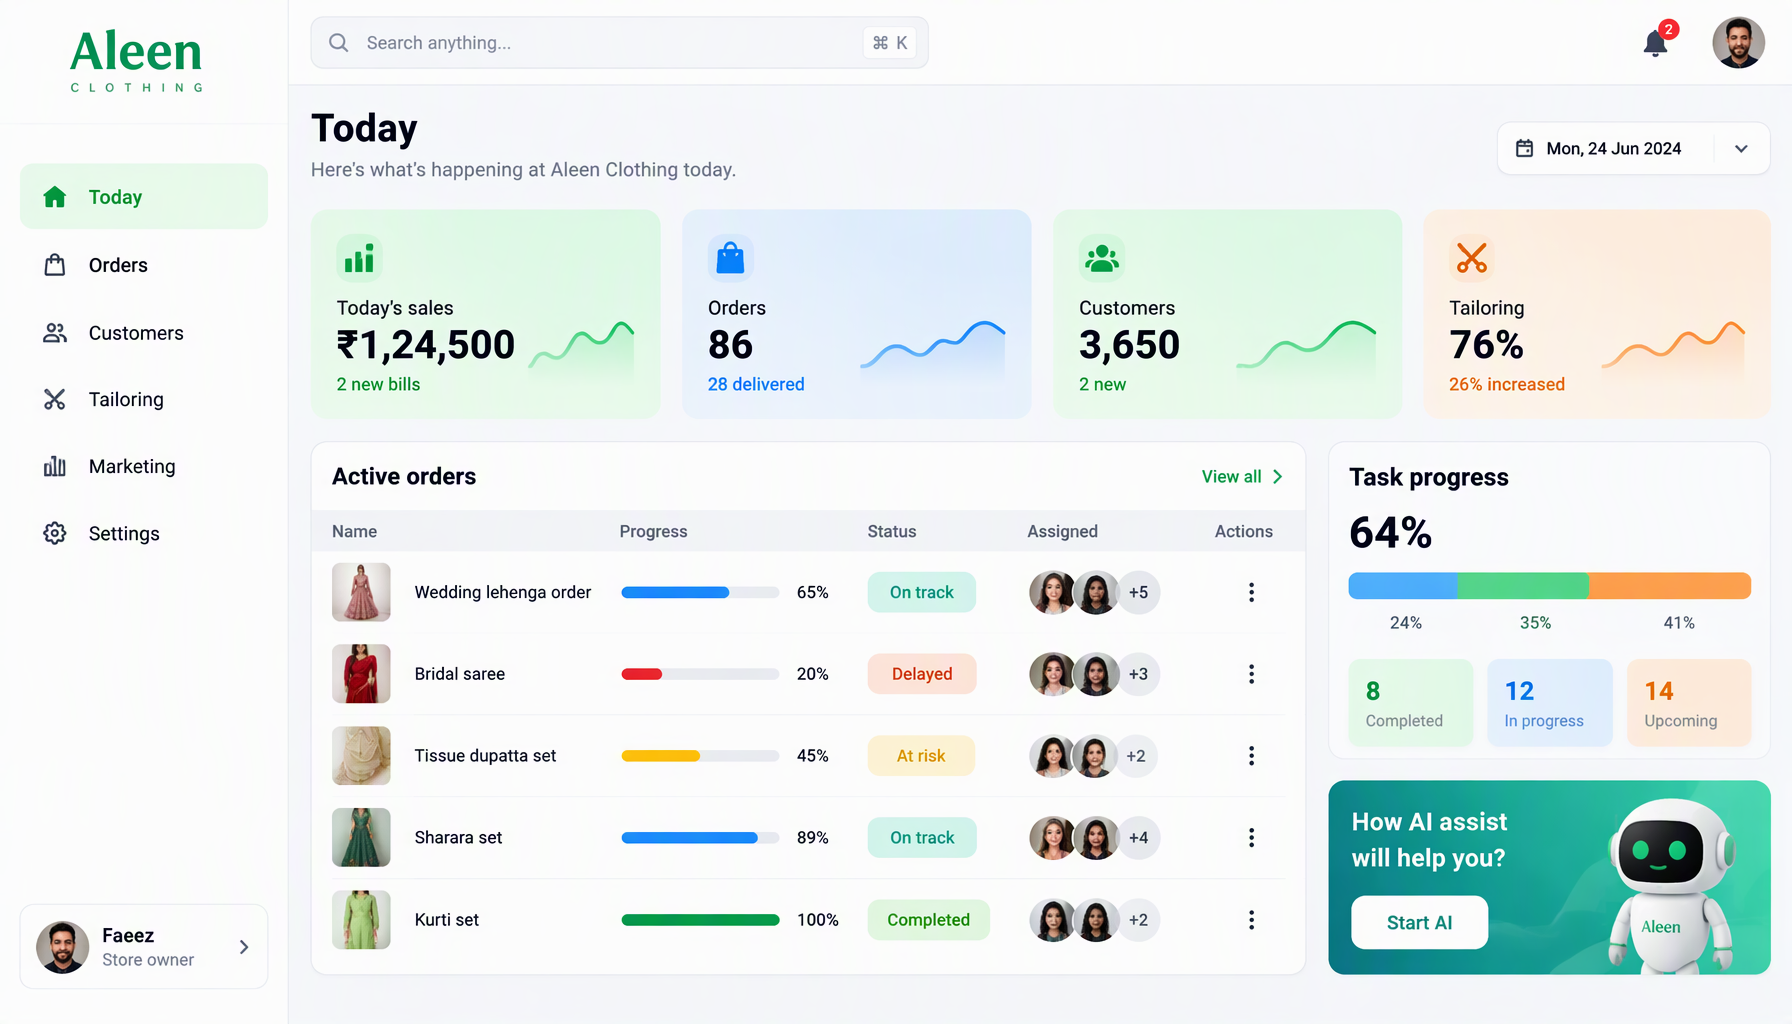 Aleen
CLOTHING
Search anything...
⌘ K
2
Today
Orders
Customers
Tailoring
Marketing
Settings
Faeez
Store owner
Today
Here's what's happening at Aleen Clothing today.
Mon, 24 Jun 2024
Today's sales
₹1,24,500
2 new bills
Orders
86
28 delivered
Customers
3,650
2 new
Tailoring
76%
26% increased
Active orders
View all
Name Progress Status Assigned Actions
Wedding lehenga order 65% On track +5
Bridal saree 20% Delayed +3
Tissue dupatta set 45% At risk +2
Sharara set 89% On track +4
Kurti set 100% Completed +2
Task progress
64%
24% 35% 41%
8 12 14
Completed In progress Upcoming
How AI assist
will help you?
Start AI
Aleen